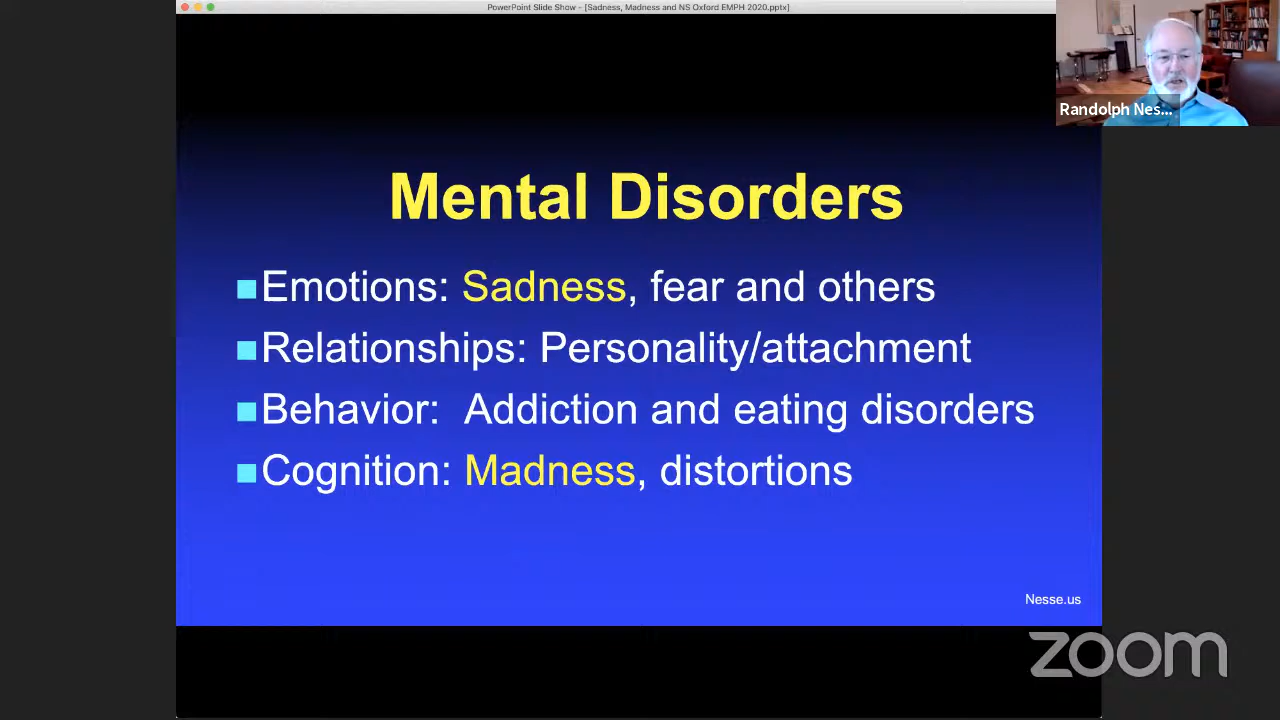 PowerPoint Slide Show - [Sadness, Madness and NS Oxford EMPH 2020.pptx]
Randolph Nes...
Mental Disorders
Emotions: Sadness, fear and others
Relationships: Personality/attachment
Behavior: Addiction and eating disorders
Cognition: Madness, distortions
Nesse.us
zoom